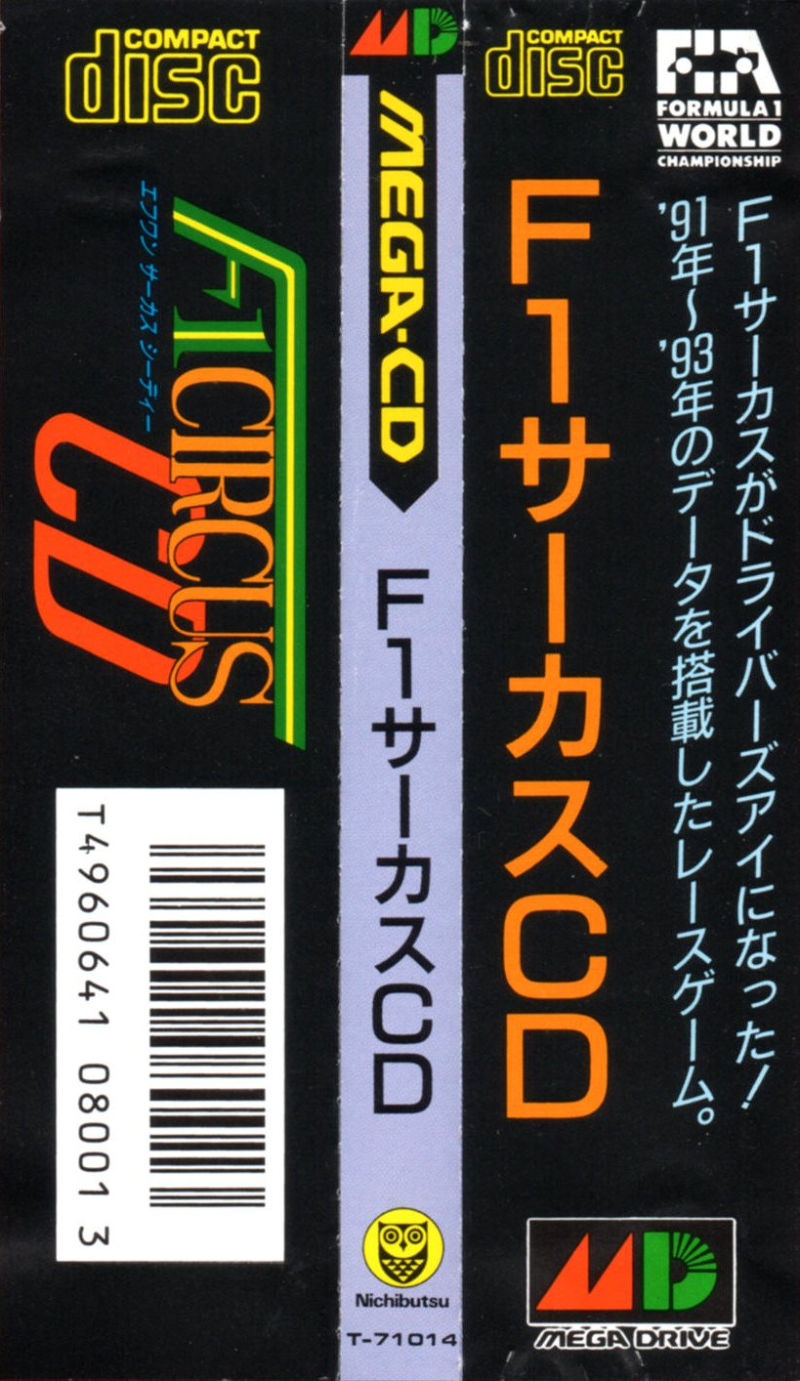 COMPACT
disc
エフワン サーカス シーディー
F-1 CIRCUS
CD
T4960641 08001 3
MD
MEGA-CD
F1サーカスCD
Nichibutsu
T-71014
COMPACT
disc
FIA
FORMULA 1
WORLD
CHAMPIONSHIP
F1サーカスCD
F1サーカスがドライバーズアイになった!
'91年~'93年のデータを搭載したレースゲーム。
MD
MEGA DRIVE